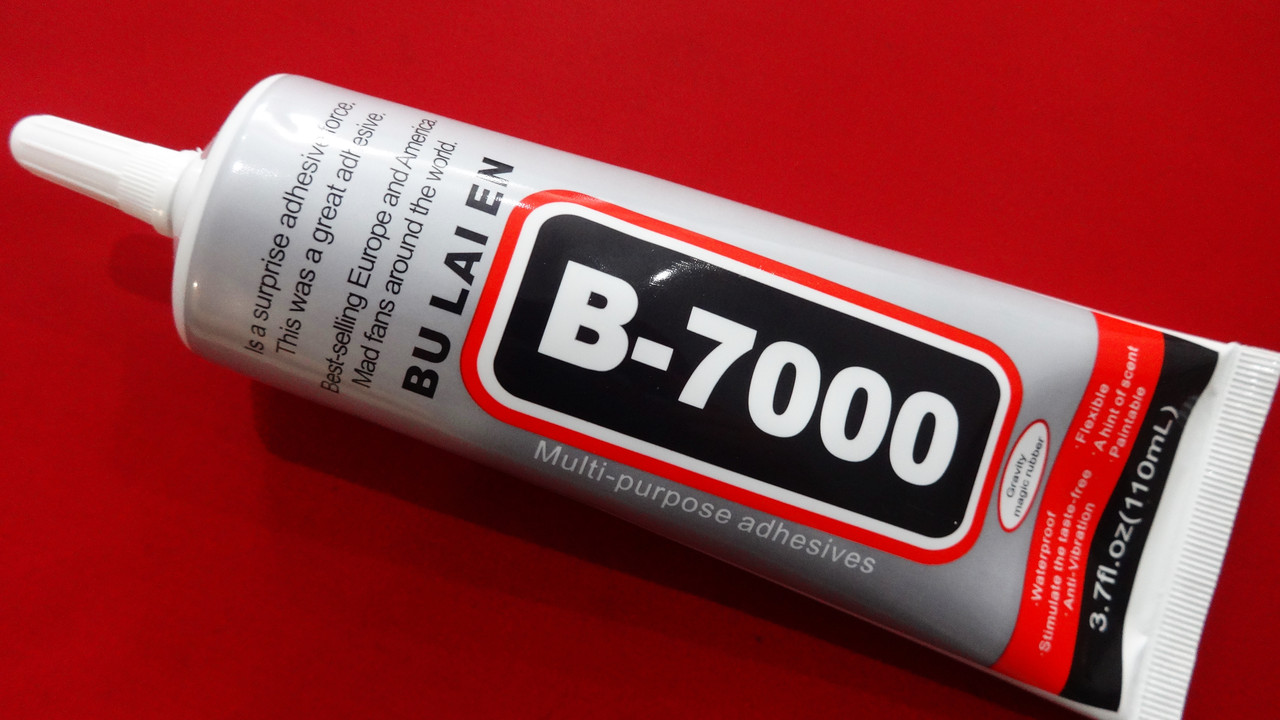 Is a surprise adhesive force.
This was a great adhesive.
Best-selling Europe and America.
Mad fans around the world.
BU LAI EN
B-7000
Multi-purpose adhesives
Gravity
magic rubber
·Flexible
·A hint of scent
·Paintable
·Waterproof
·Stimulate the taste-free
·Anti-Vibration
3.7fl.oz(110mL)